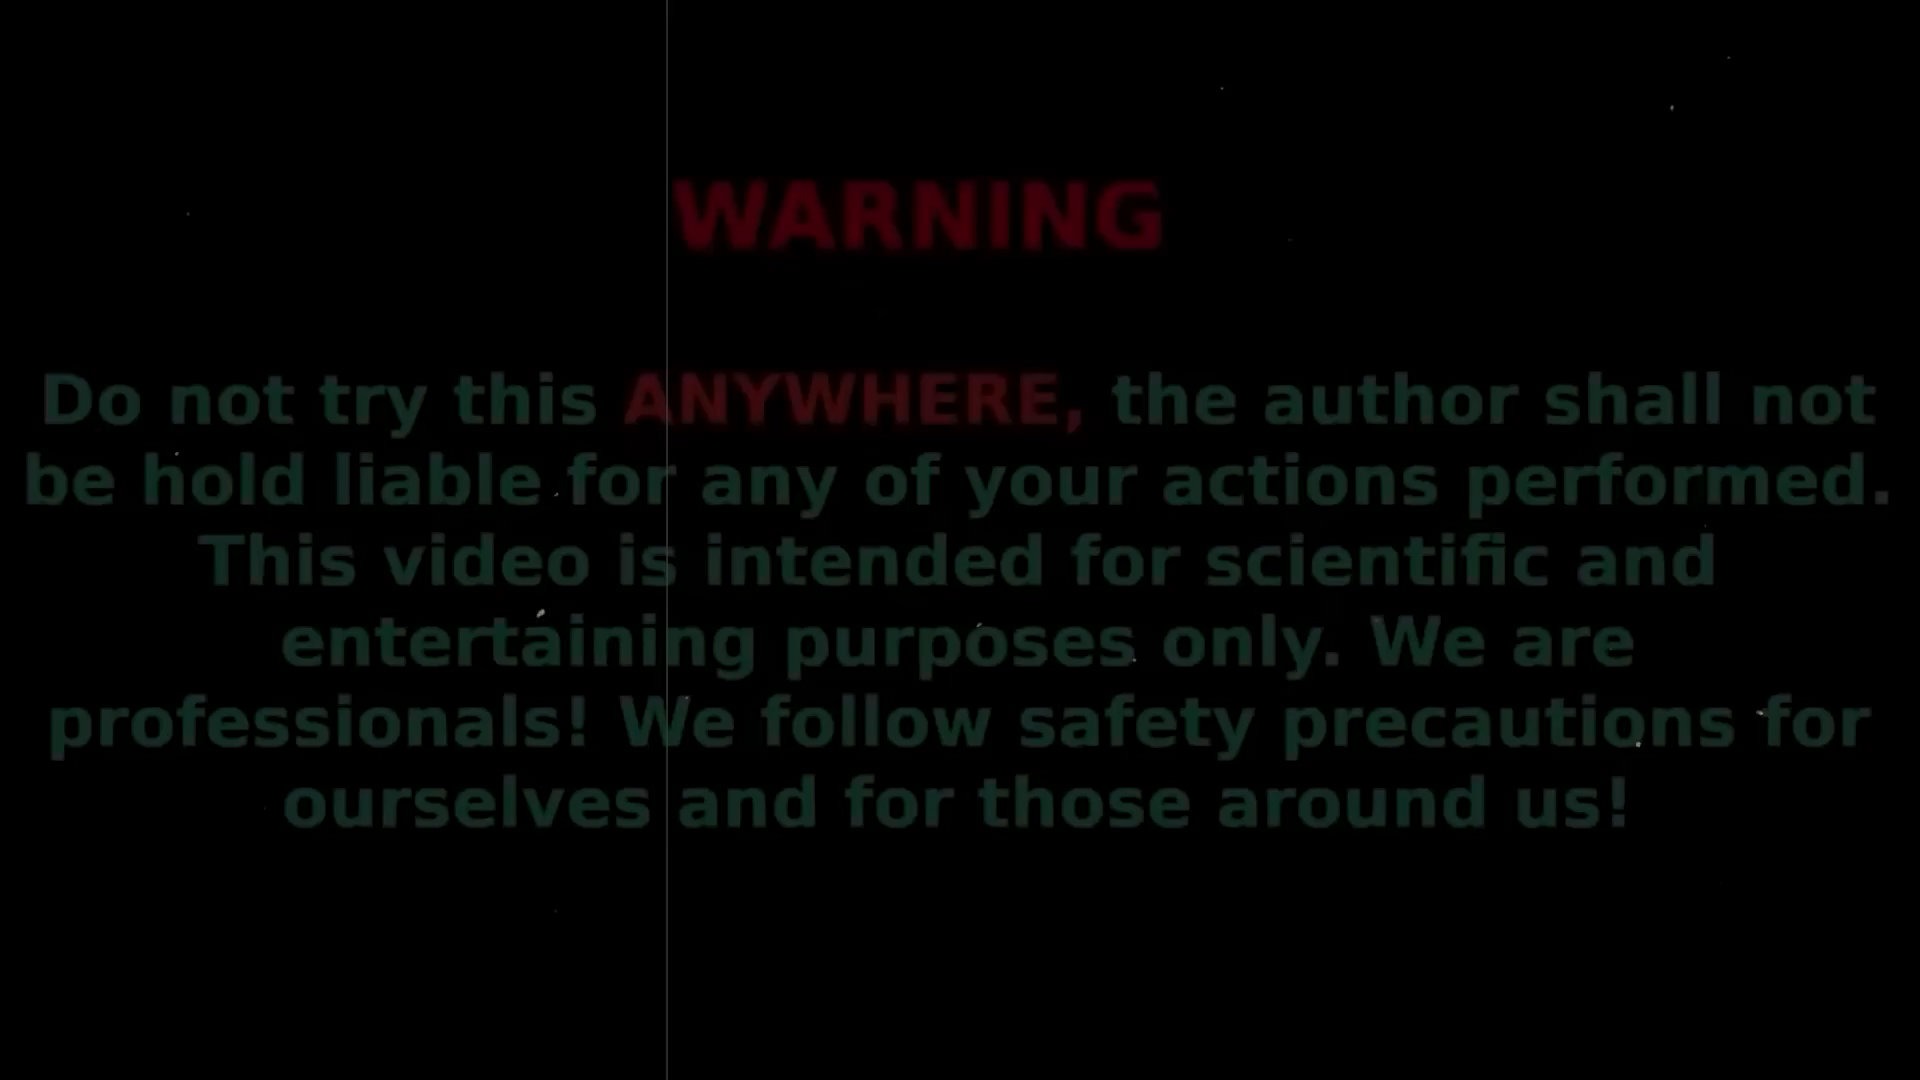 WARNING
Do not try this ANYWHERE, the author shall not
be hold liable for any of your actions performed.
This video is intended for scientific and
entertaining purposes only. We are
professionals! We follow safety precautions for
ourselves and for those around us!